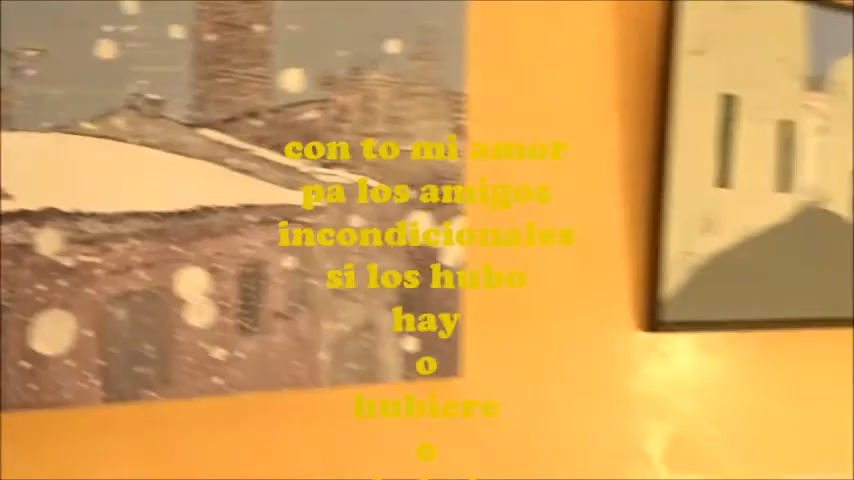 con to mi amor
pa los amigos
incondicionales
si los hubo
hay
o
hubiere
o